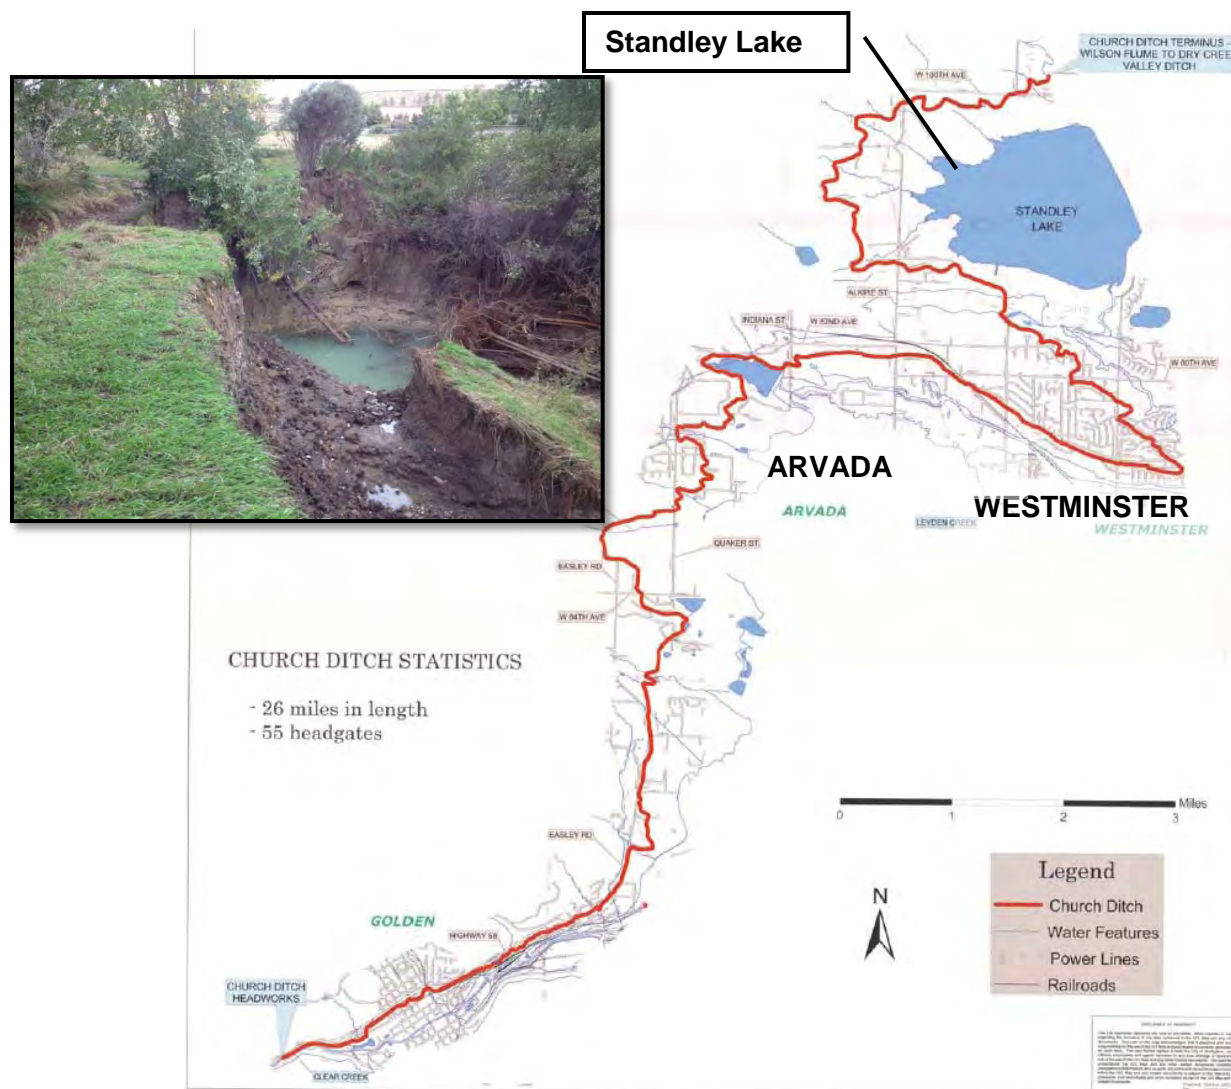 Standley Lake
CHURCH DITCH TERMINUS -
WILSON FLUME TO DRY CREE
VALLEY DITCH
W 100TH AVE
STANDLEY
LAKE
ALKIRE ST
INDIANA ST
W 82ND AVE
W 80TH AVE
ARVADA
WESTMINSTER
ARVADA
LEYDEN CREEK
WESTMINSTER
QUAKER ST
EASLEY RD
W 64TH AVE
CHURCH DITCH STATISTICS
- 26 miles in length
- 55 headgates
Miles
0 1 2 3
EASLEY RD
Legend
Church Ditch
Water Features
Power Lines
Railroads
N
GOLDEN
HIGHWAY 58
CHURCH DITCH
HEADWORKS
CLEAR CREEK